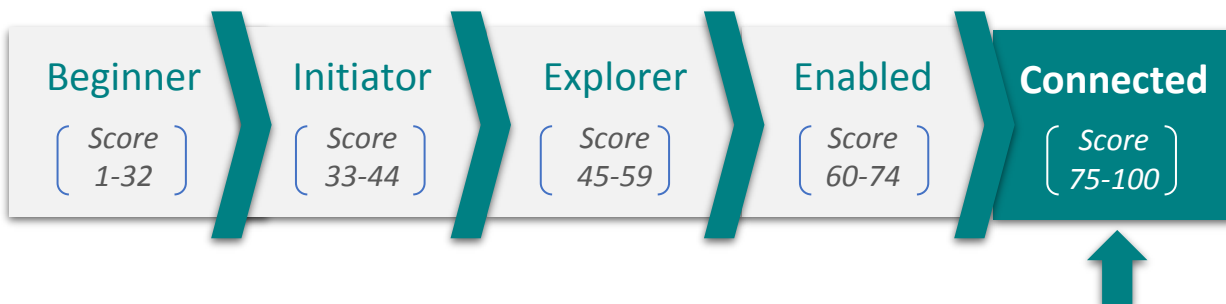 Beginner
Score
1-32
Initiator
Score
33-44
Explorer
Score
45-59
Enabled
Score
60-74
Connected
Score
75-100